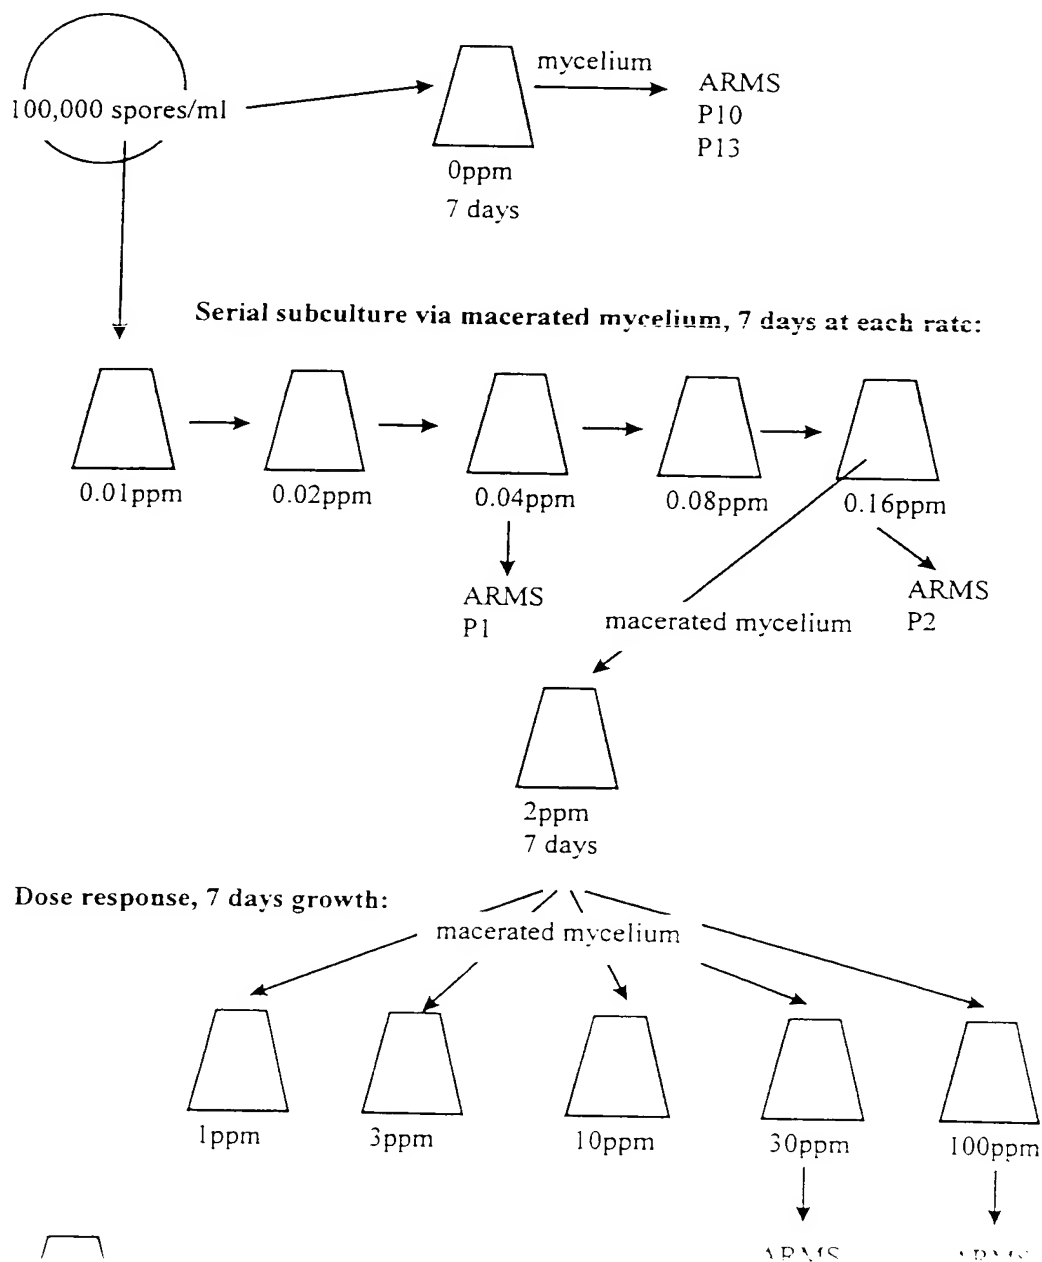 mycelium
100,000 spores/ml
ARMS
P10
P13
0ppm
7 days
Serial subculture via macerated mycelium, 7 days at each rate:
0.01ppm
0.02ppm
0.04ppm
0.08ppm
0.16ppm
ARMS
P1
ARMS
P2
macerated mycelium
2ppm
7 days
Dose response, 7 days growth:
macerated mycelium
1ppm
3ppm
10ppm
30ppm
100ppm
ARMS